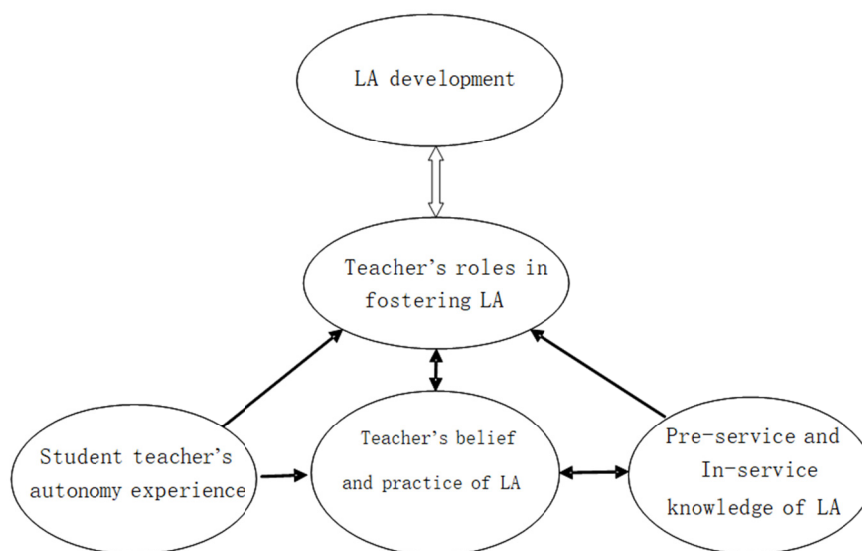 LA development
Teacher's roles in
fostering LA
Student teacher's
autonomy experience
Teacher's belief
and practice of LA
Pre-service and
In-service
knowledge of LA